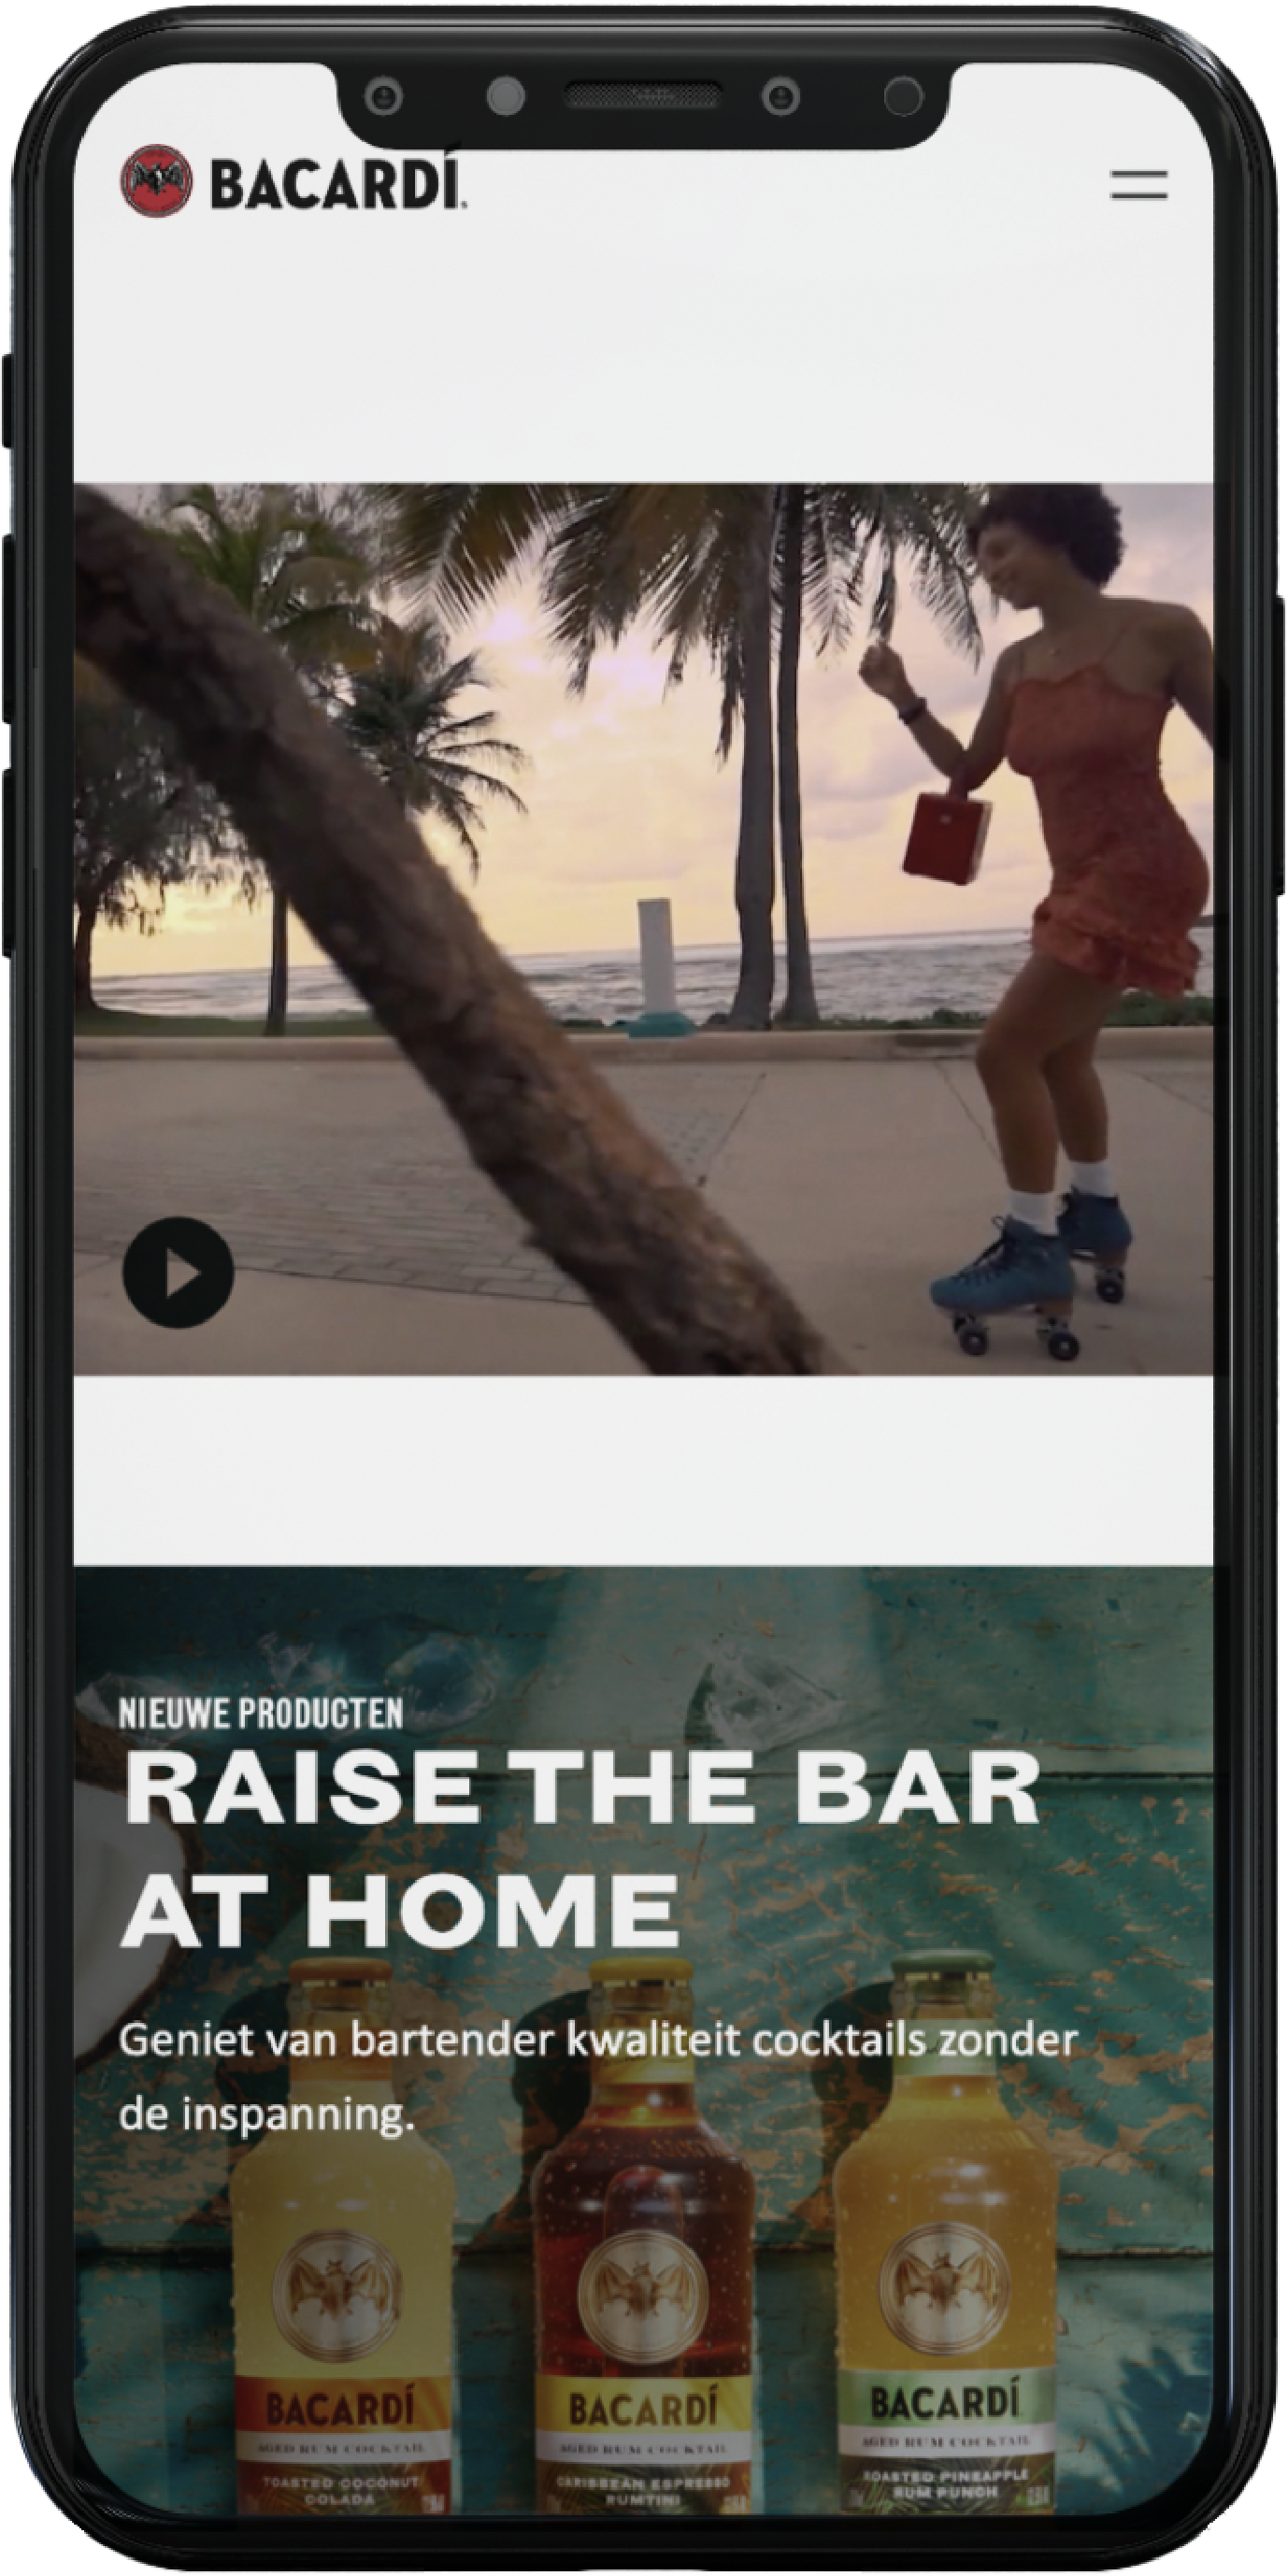 BACARDÍ
NIEUWE PRODUCTEN
RAISE THE BAR
AT HOME
Geniet van bartender kwaliteit cocktails zonder
de inspanning.
BACARDÍ
AGED RUM COCKTAIL
TOASTED COCONUT
COLADA
BACARDÍ
AGED RUM COCKTAIL
CARIBBEAN ESPRESSO
RUMTINI
BACARDÍ
AGED RUM COCKTAIL
ROASTED PINEAPPLE
RUM PUNCH